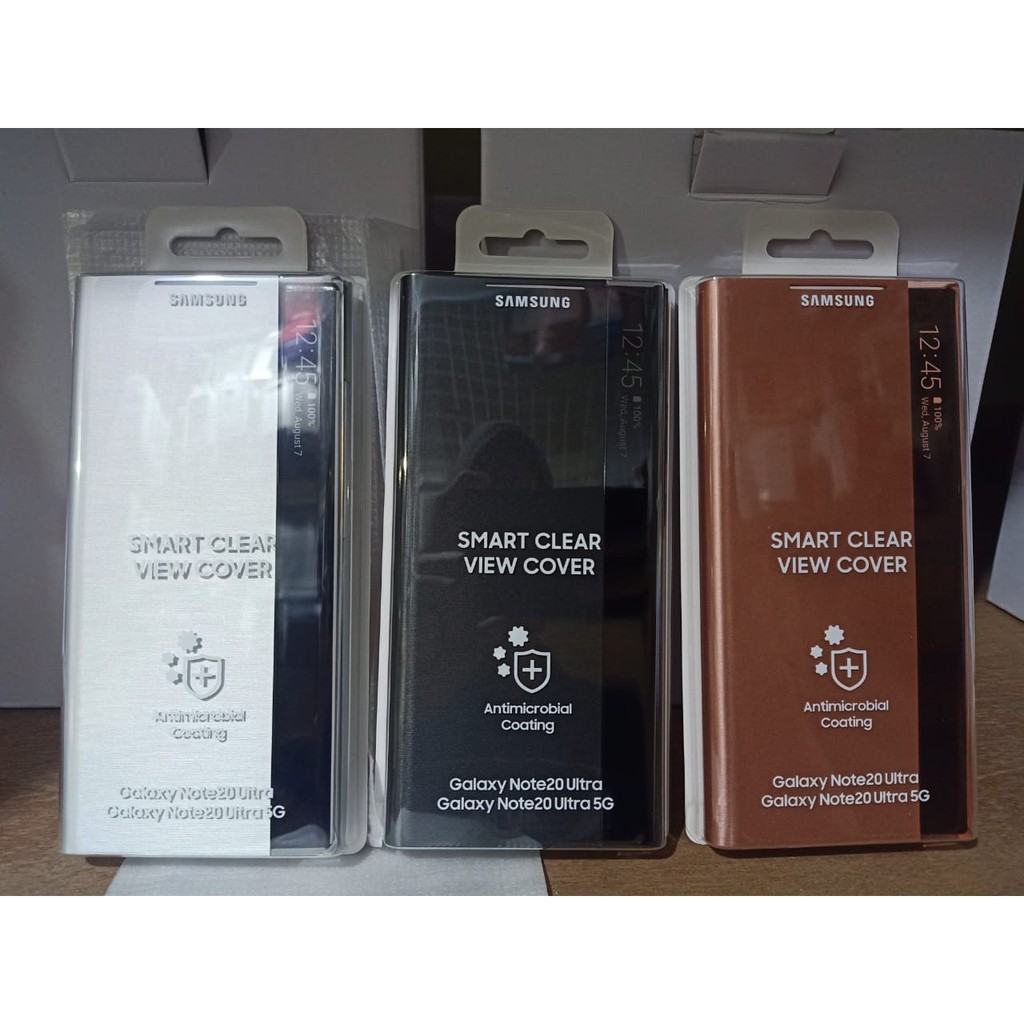 SAMSUNG
12:45 100%
Wed, August 7
SMART CLEAR
VIEW COVER
Antimicrobial
Coating
Galaxy Note20 Ultra
Galaxy Note20 Ultra 5G
SAMSUNG
12:45 100%
Wed, August 7
SMART CLEAR
VIEW COVER
Antimicrobial
Coating
Galaxy Note20 Ultra
Galaxy Note20 Ultra 5G
SAMSUNG
12:45 100%
Wed, August 7
SMART CLEAR
VIEW COVER
Antimicrobial
Coating
Galaxy Note20 Ultra
Galaxy Note20 Ultra 5G